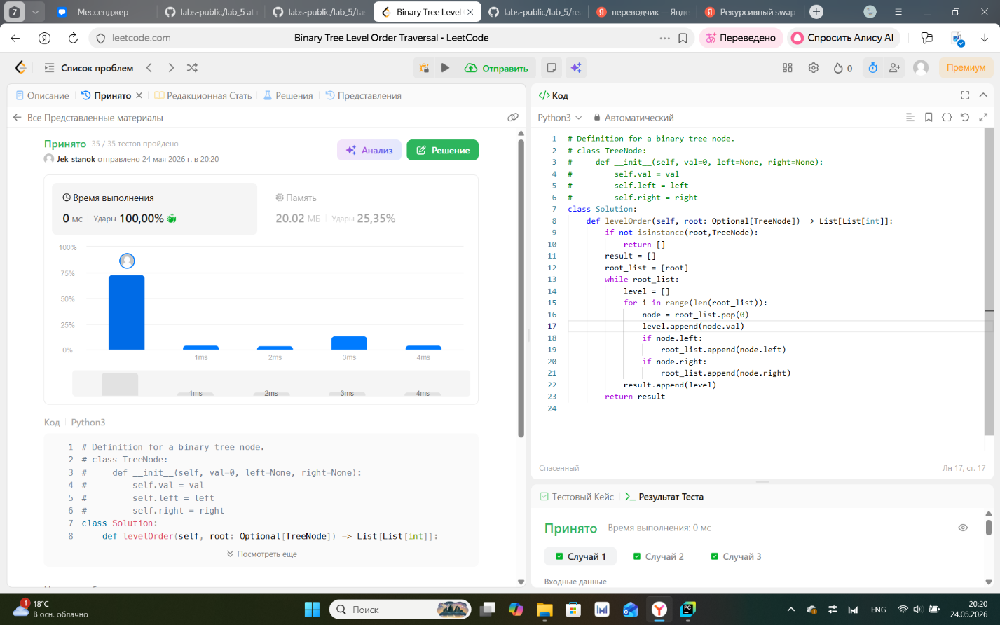 7
Мессенджер
labs-public/lab_5 at
labs-public/lab_5/ta
Binary Tree Level
labs-public/lab_5/rea
переводчик — Янде
Рекурсивный swap
leetcode.com
Binary Tree Level Order Traversal - LeetCode
Переведено
Спросить Алису AI
Список проблем
Отправить
0
Премиум
Описание
Принято
Редакционная Стать
Решения
Представления
Все Представленные материалы
Принято 35 / 35 тестов пройдено
Jek_stanok отправлено 24 мая 2026 г. в 20:20
Анализ
Решение
Время выполнения
0 мс Удары 100,00%
Память
20.02 МБ Удары 25,35%
100%
75%
50%
25%
0%
1ms 2ms 3ms 4ms
1ms 2ms 3ms 4ms
Код Python3
1 # Definition for a binary tree node.
2 # class TreeNode:
3 #     def __init__(self, val=0, left=None, right=None):
4 #         self.val = val
5 #         self.left = left
6 #         self.right = right
7 class Solution:
8     def levelOrder(self, root: Optional[TreeNode]) -> List[List[int]]:
Посмотреть еще
</> Код
Python3 Автоматический
1 # Definition for a binary tree node.
2 # class TreeNode:
3 #     def __init__(self, val=0, left=None, right=None):
4 #         self.val = val
5 #         self.left = left
6 #         self.right = right
7 class Solution:
8     def levelOrder(self, root: Optional[TreeNode]) -> List[List[int]]:
9         if not isinstance(root,TreeNode):
10             return []
11         result = []
12         root_list = [root]
13         while root_list:
14             level = []
15             for i in range(len(root_list)):
16                 node = root_list.pop(0)
17                 level.append(node.val)
18                 if node.left:
19                     root_list.append(node.left)
20                 if node.right:
21                     root_list.append(node.right)
22             result.append(level)
23         return result
24
Спасенный
Лн 17, ст. 17
Тестовый Кейс
Результат Теста
Принято Время выполнения: 0 мс
Случай 1
Случай 2
Случай 3
Входные данные
1
18°C
В осн. облачно
Поиск
PC
ENG
20:20
24.05.2026